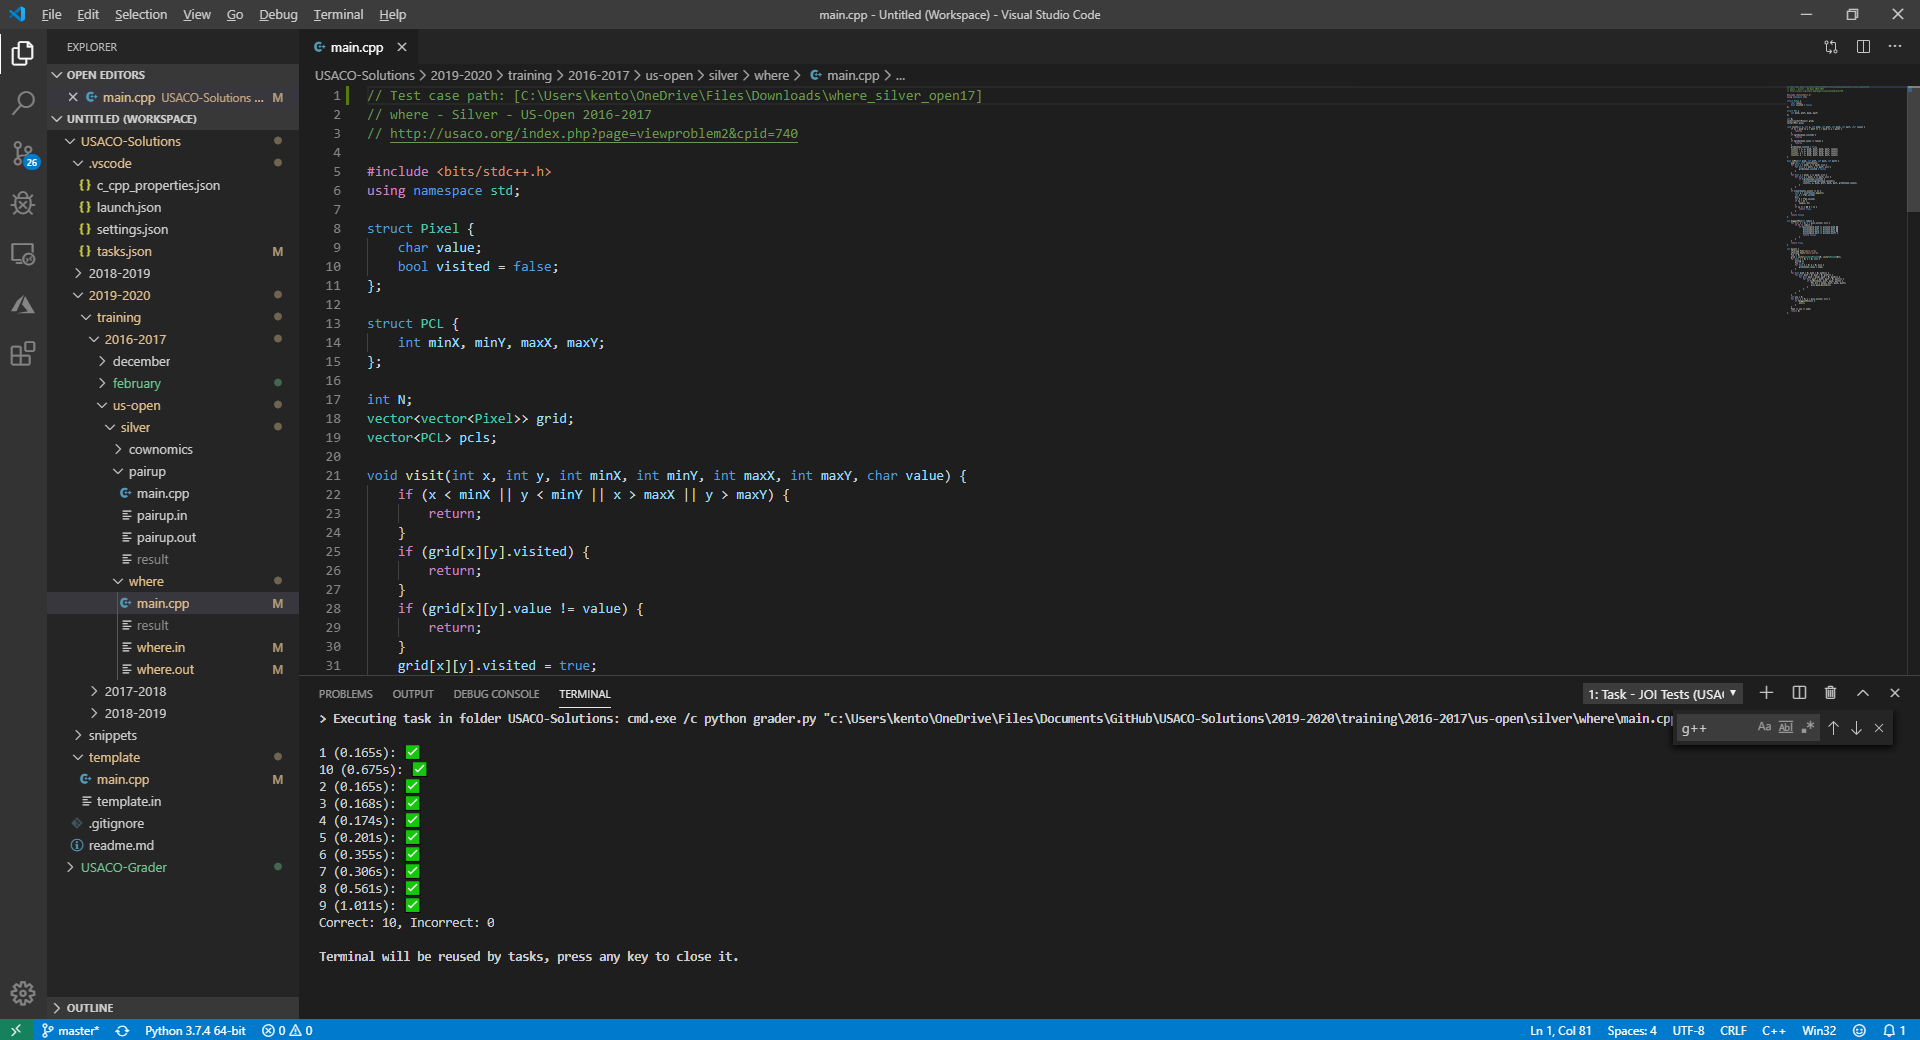 File Edit Selection View Go Debug Terminal Help
main.cpp - Untitled (Workspace) - Visual Studio Code
EXPLORER
OPEN EDITORS
main.cpp USACO-Solutions ... M
UNTITLED (WORKSPACE)
USACO-Solutions
.vscode
{} c_cpp_properties.json
{} launch.json
{} settings.json
{} tasks.json M
2018-2019
2019-2020
training
2016-2017
december
february
us-open
silver
cownomics
pairup
main.cpp
pairup.in
pairup.out
result
where
main.cpp M
result
where.in M
where.out M
2017-2018
2018-2019
snippets
template
main.cpp M
template.in
.gitignore
readme.md
USACO-Grader
OUTLINE
26
main.cpp
USACO-Solutions > 2019-2020 > training > 2016-2017 > us-open > silver > where > main.cpp > ...
1 // Test case path: [C:\Users\kento\OneDrive\Files\Downloads\where_silver_open17]
2 // where - Silver - US-Open 2016-2017
3 // http://usaco.org/index.php?page=viewproblem2&cpid=740
4
5 #include <bits/stdc++.h>
6 using namespace std;
7
8 struct Pixel {
9 char value;
10 bool visited = false;
11 };
12
13 struct PCL {
14 int minX, minY, maxX, maxY;
15 };
16
17 int N;
18 vector<vector<Pixel>> grid;
19 vector<PCL> pcls;
20
21 void visit(int x, int y, int minX, int minY, int maxX, int maxY, char value) {
22 if (x < minX || y < minY || x > maxX || y > maxY) {
23 return;
24 }
25 if (grid[x][y].visited) {
26 return;
27 }
28 if (grid[x][y].value != value) {
29 return;
30 }
31 grid[x][y].visited = true;
PROBLEMS OUTPUT DEBUG CONSOLE TERMINAL
1: Task - JOI Tests (USA
> Executing task in folder USACO-Solutions: cmd.exe /c python grader.py "c:\Users\kento\OneDrive\Files\Documents\GitHub\USACO-Solutions\2019-2020\training\2016-2017\us-open\silver\where\main.cp
g++ Aa Abl .*
1 (0.165s): ✅
10 (0.675s): ✅
2 (0.165s): ✅
3 (0.168s): ✅
4 (0.174s): ✅
5 (0.201s): ✅
6 (0.355s): ✅
7 (0.306s): ✅
8 (0.561s): ✅
9 (1.011s): ✅
Correct: 10, Incorrect: 0
Terminal will be reused by tasks, press any key to close it.
master* Python 3.7.4 64-bit 0 0
Ln 1, Col 81 Spaces: 4 UTF-8 CRLF C++ Win32 1